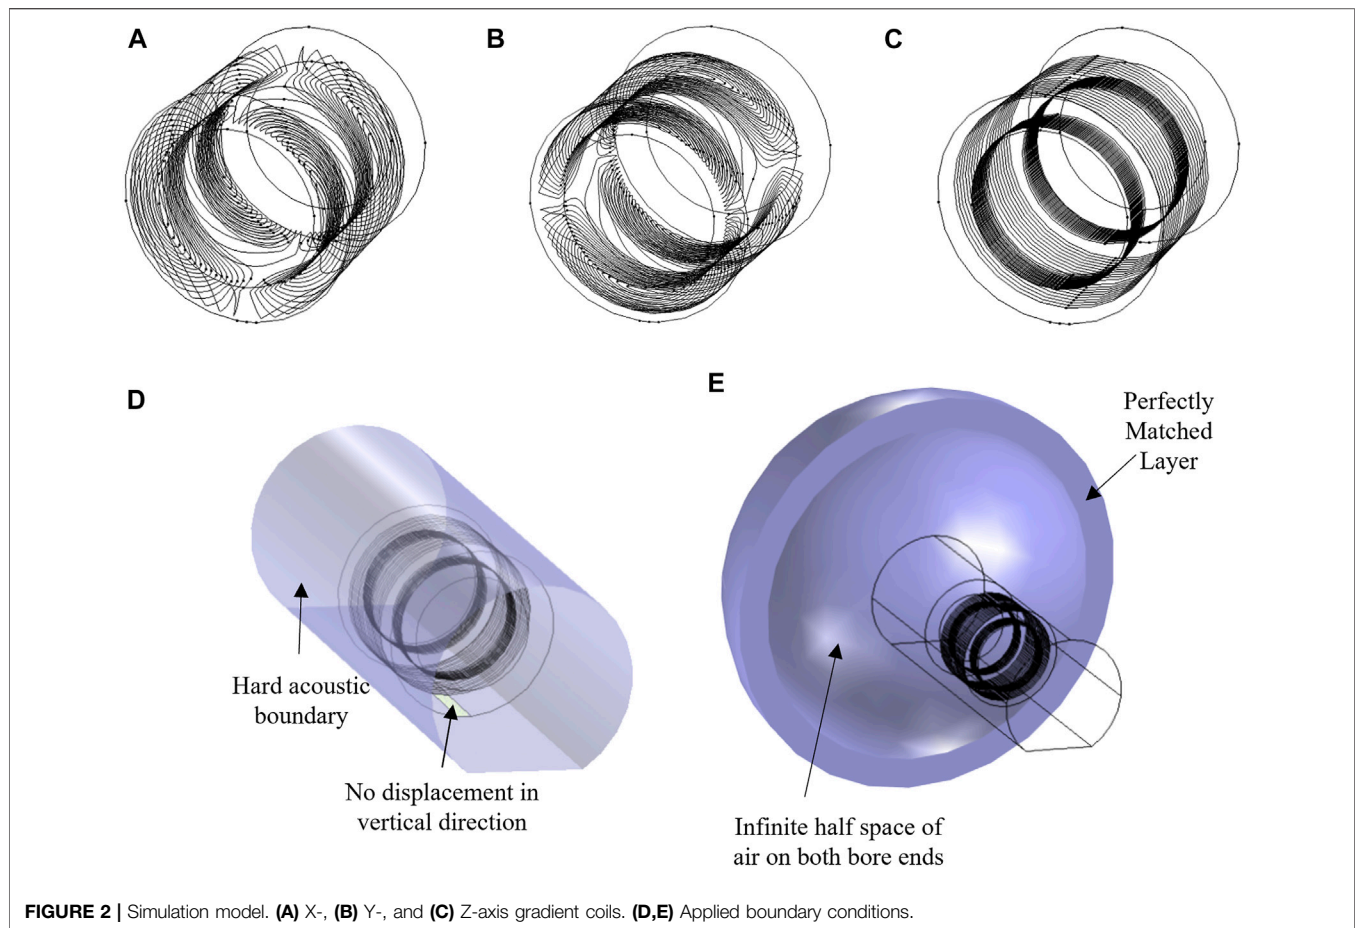 A
B
C
D
E
Perfectly
Matched
Layer
Hard acoustic
boundary
No displacement in
vertical direction
Infinite half space of
air on both bore ends
FIGURE 2 | Simulation model. (A) X-, (B) Y-, and (C) Z-axis gradient coils. (D,E) Applied boundary conditions.